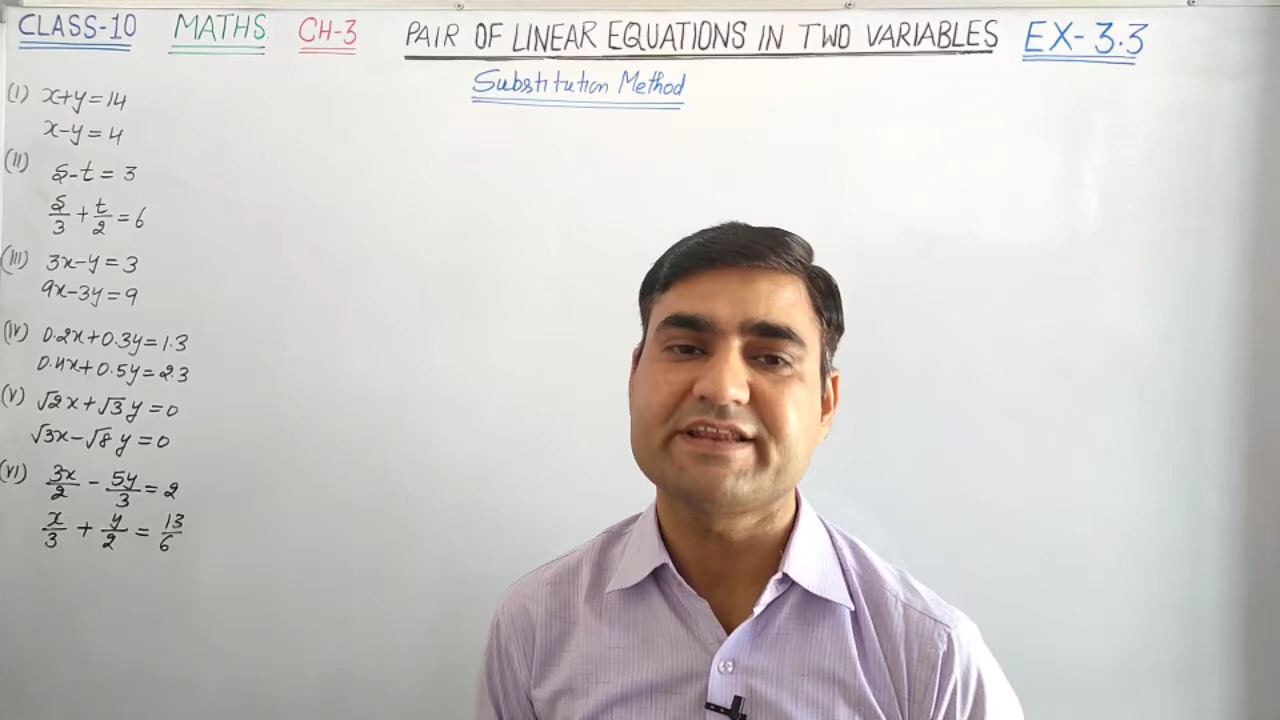 CLASS-10 MATHS. CH-3 PAIR OF LINEAR EQUATIONS IN TWO VARIABLES EX-3.3
Substitution Method
(I) x+y=14
x-y=4
(II) s-t=3
s/3+t/2=6
(III) 3x-y=3
9x-3y=9
(IV) 0.2x+0.3y=1.3
0.4x+0.5y=2.3
(V) √2x+√3y=0
√3x-√8y=0
(VI) 3x/2-5y/3=2
x/3+y/2=13/6